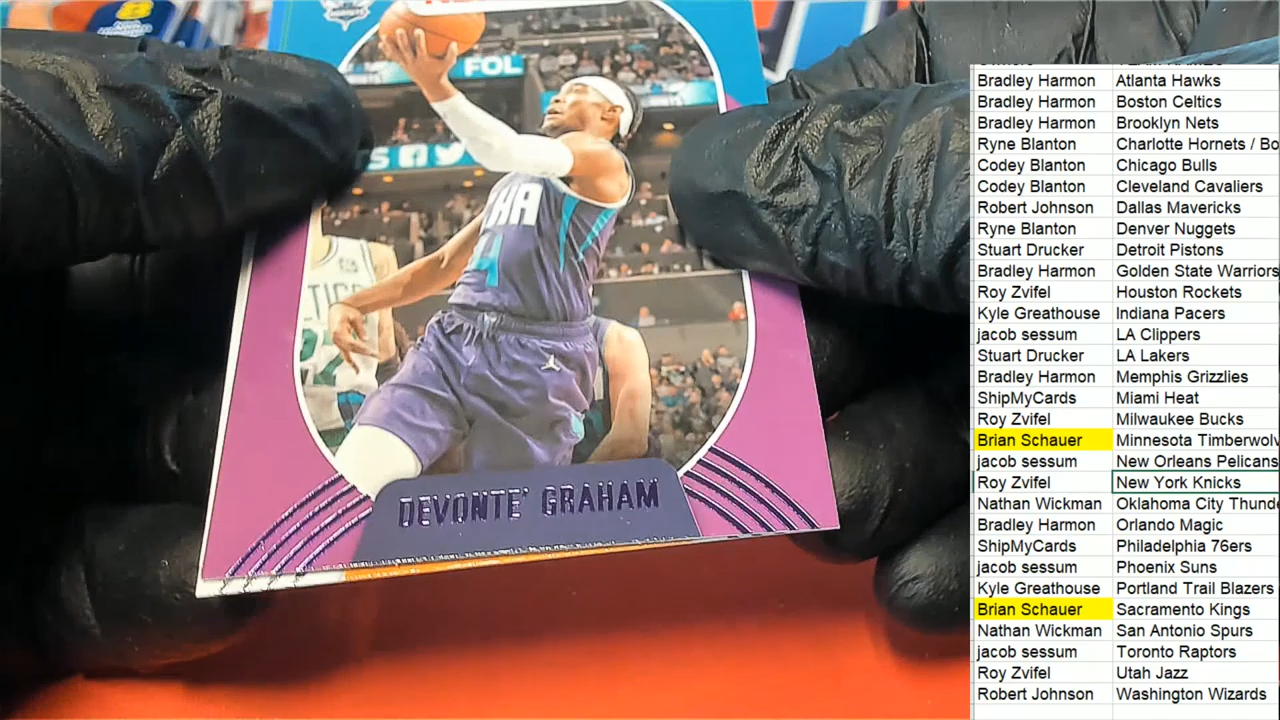 HORNETS
FOL
S
HA
4
TIC
DEVONTE' GRAHAM
Bradley Harmon Atlanta Hawks
Bradley Harmon Boston Celtics
Bradley Harmon Brooklyn Nets
Ryne Blanton Charlotte Hornets / Bo
Codey Blanton Chicago Bulls
Codey Blanton Cleveland Cavaliers
Robert Johnson Dallas Mavericks
Ryne Blanton Denver Nuggets
Stuart Drucker Detroit Pistons
Bradley Harmon Golden State Warriors
Roy Zvifel Houston Rockets
Kyle Greathouse Indiana Pacers
jacob sessum LA Clippers
Stuart Drucker LA Lakers
Bradley Harmon Memphis Grizzlies
ShipMyCards Miami Heat
Roy Zvifel Milwaukee Bucks
Brian Schauer Minnesota Timberwolv
jacob sessum New Orleans Pelicans
Roy Zvifel New York Knicks
Nathan Wickman Oklahoma City Thunde
Bradley Harmon Orlando Magic
ShipMyCards Philadelphia 76ers
jacob sessum Phoenix Suns
Kyle Greathouse Portland Trail Blazers
Brian Schauer Sacramento Kings
Nathan Wickman San Antonio Spurs
jacob sessum Toronto Raptors
Roy Zvifel Utah Jazz
Robert Johnson Washington Wizards